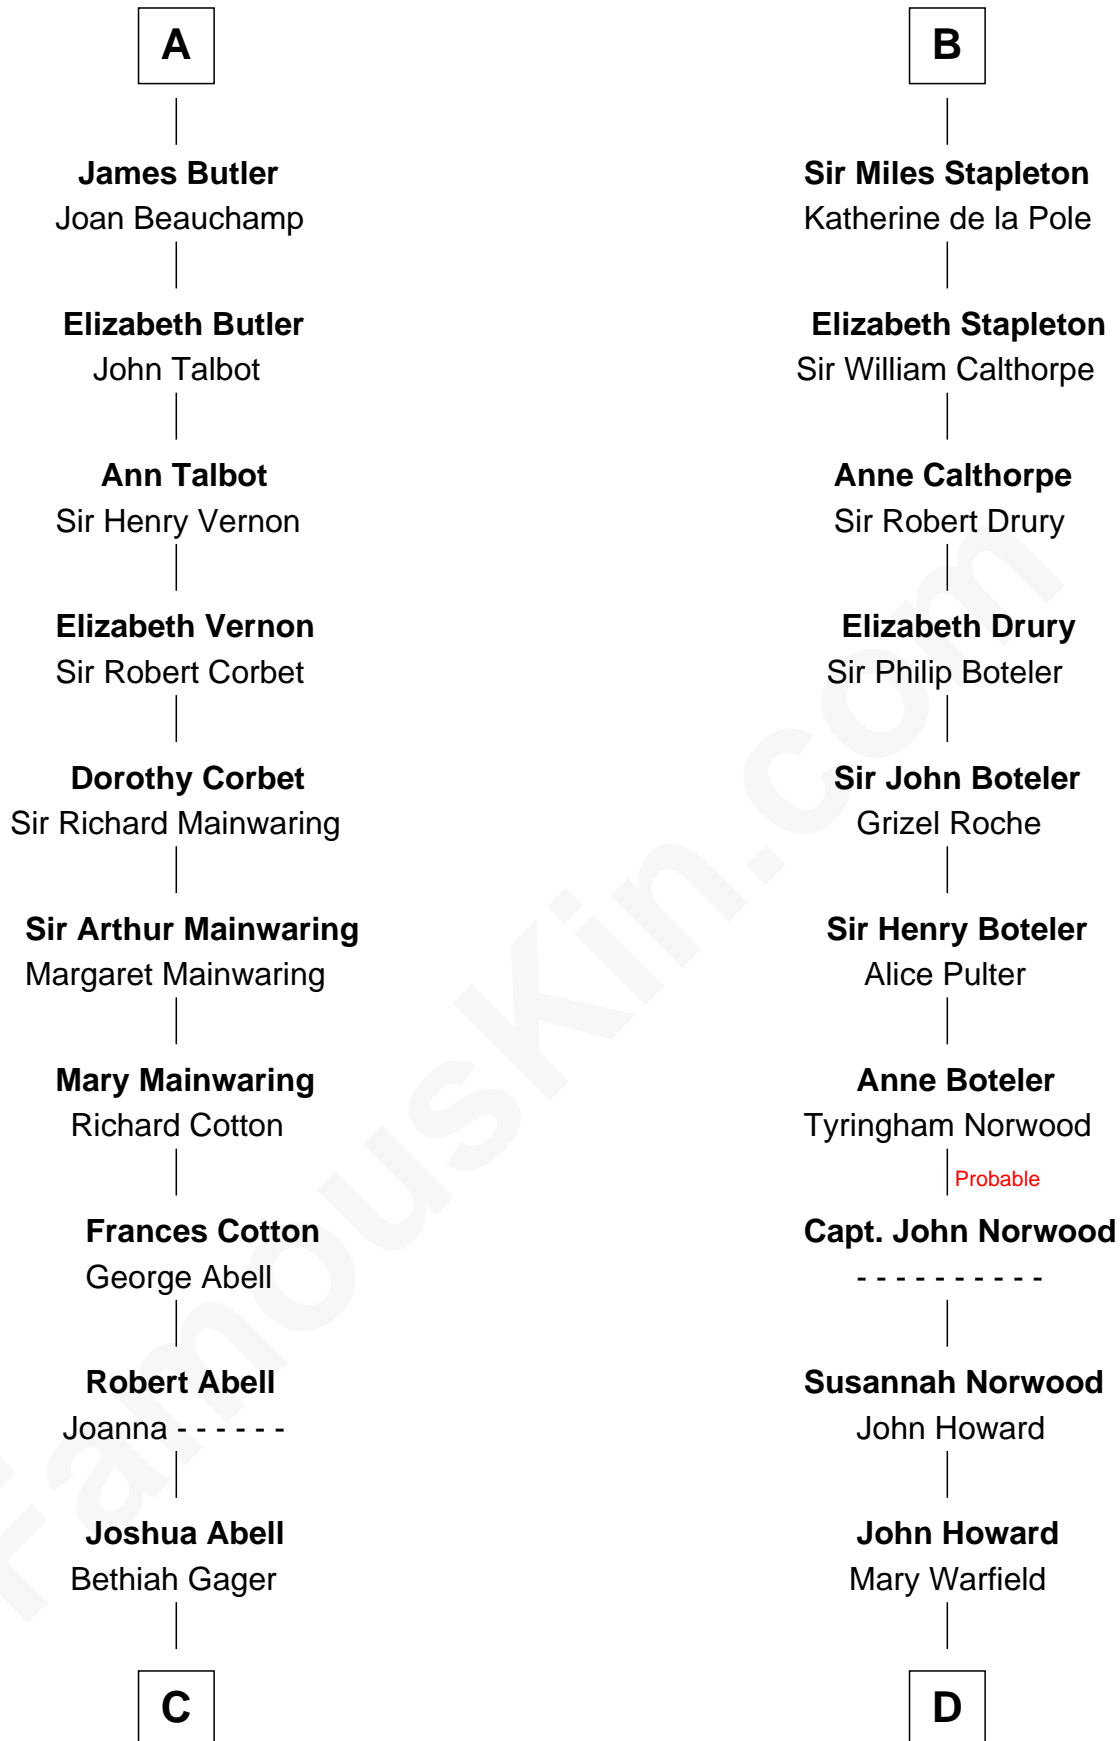 A
James Butler
Joan Beauchamp
Elizabeth Butler
John Talbot
Ann Talbot
Sir Henry Vernon
Elizabeth Vernon
Sir Robert Corbet
Dorothy Corbet
Sir Richard Mainwaring
Sir Arthur Mainwaring
Margaret Mainwaring
Mary Mainwaring
Richard Cotton
Frances Cotton
George Abell
Robert Abell
Joanna - - - - - -
Joshua Abell
Bethiah Gager
C
B
Sir Miles Stapleton
Katherine de la Pole
Elizabeth Stapleton
Sir William Calthorpe
Anne Calthorpe
Sir Robert Drury
Elizabeth Drury
Sir Philip Boteler
Sir John Boteler
Grizel Roche
Sir Henry Boteler
Alice Pulter
Anne Boteler
Tyringham Norwood
Probable
Capt. John Norwood
- - - - - - - - - -
Susannah Norwood
John Howard
John Howard
Mary Warfield
D
FamousKin.com